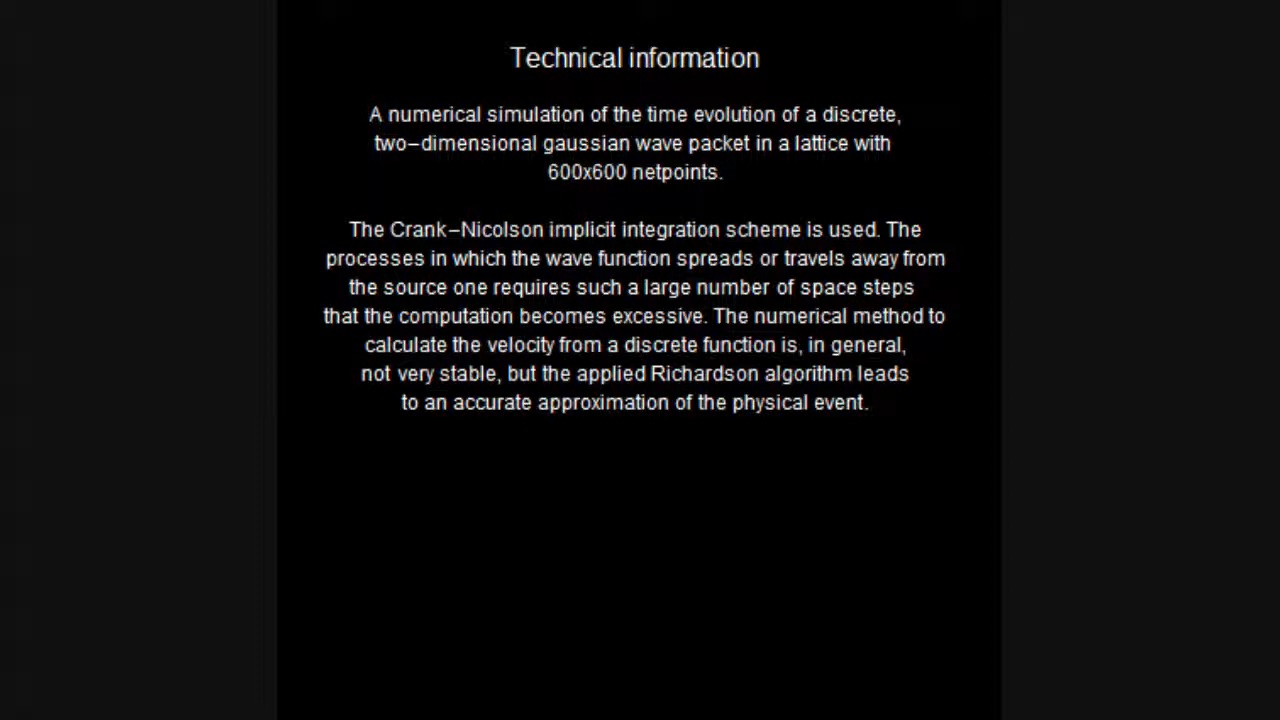 Technical information
A numerical simulation of the time evolution of a discrete,
two−dimensional gaussian wave packet in a lattice with
600x600 netpoints.
The Crank−Nicolson implicit integration scheme is used. The
processes in which the wave function spreads or travels away from
the source one requires such a large number of space steps
that the computation becomes excessive. The numerical method to
calculate the velocity from a discrete function is, in general,
not very stable, but the applied Richardson algorithm leads
to an accurate approximation of the physical event.